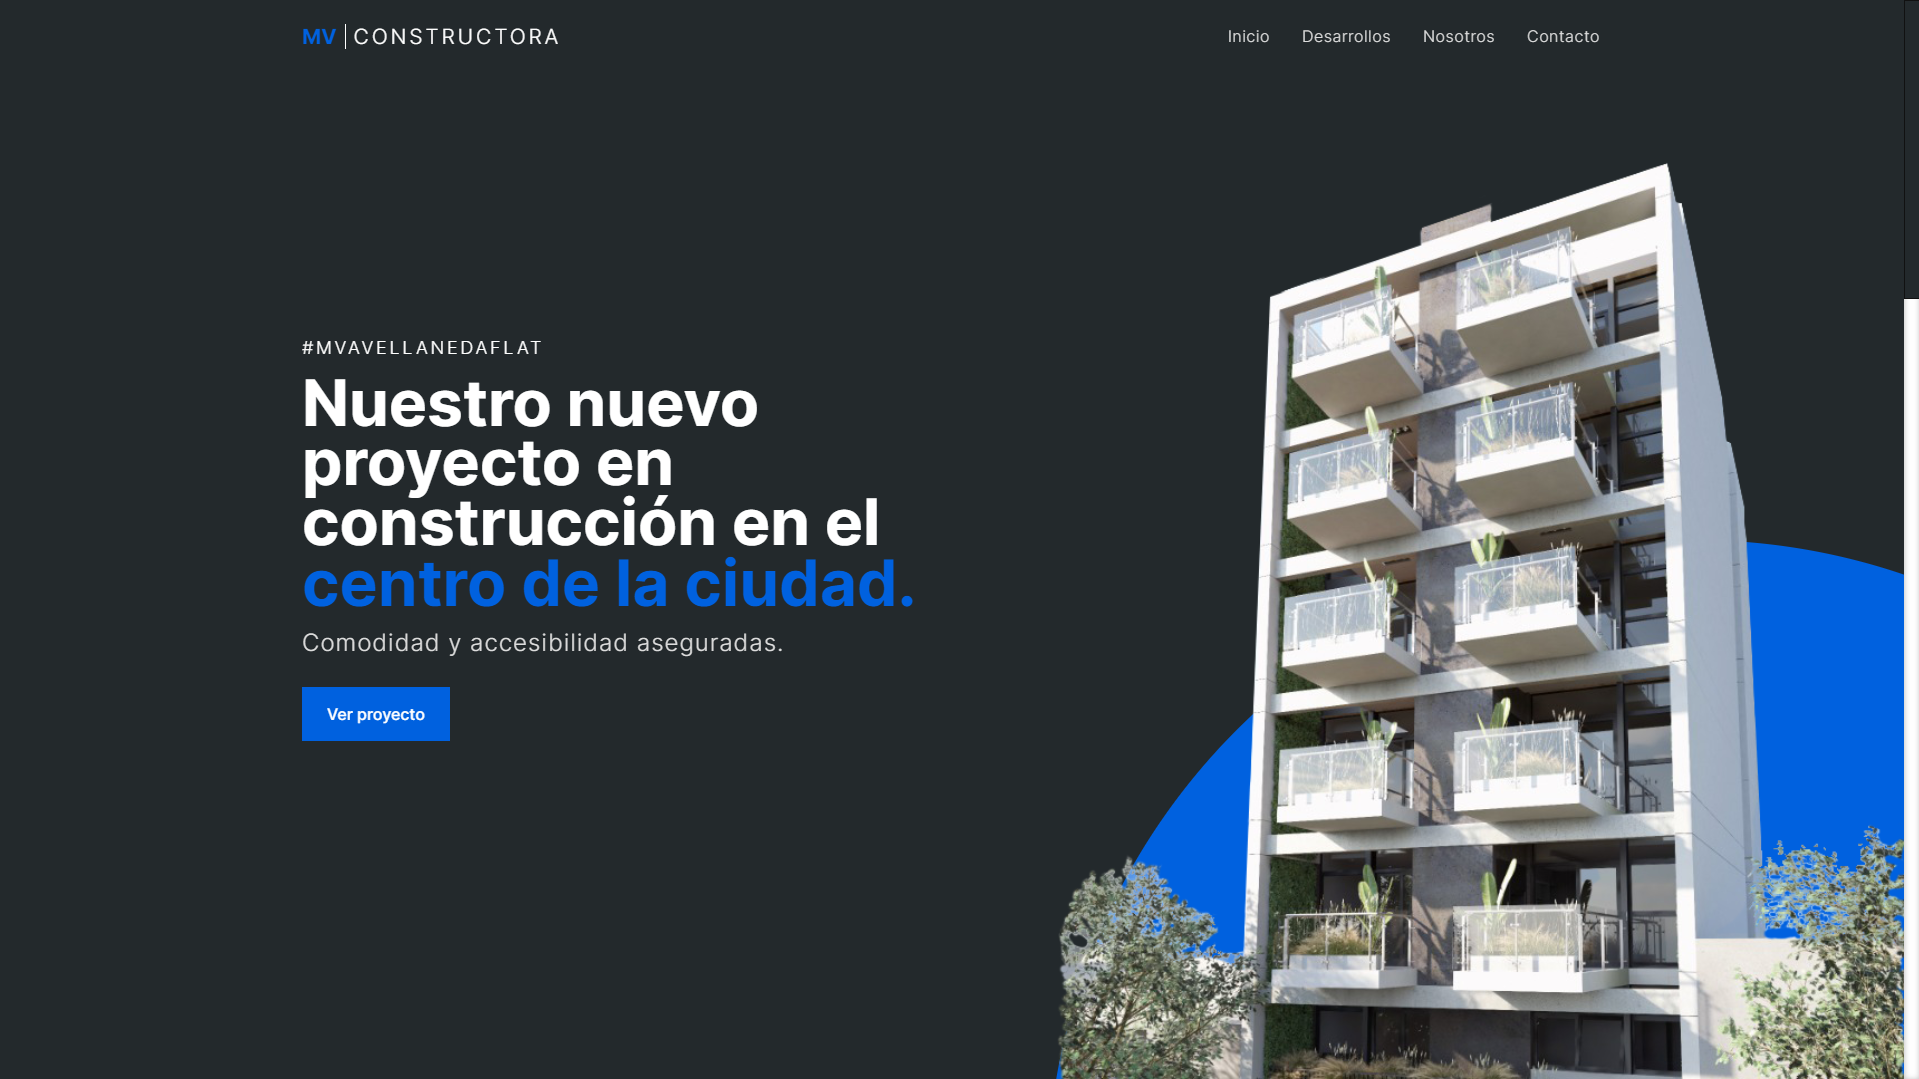 MV | CONSTRUCTORA
Inicio Desarrollos Nosotros Contacto
#MVAVELLANEDAFLAT
Nuestro nuevo
proyecto en
construcción en el
centro de la ciudad.
Comodidad y accesibilidad aseguradas.
Ver proyecto